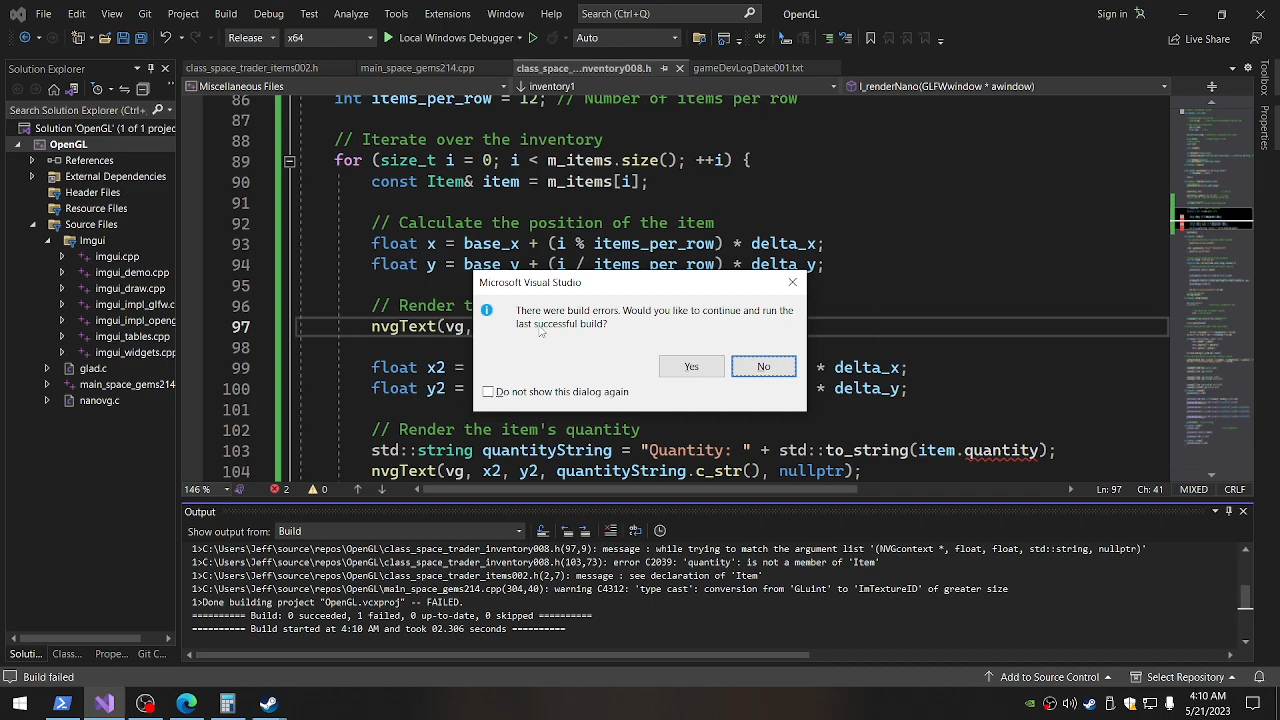 File Edit View Git Project Build Debug Test Analyze Tools Extensions Window Help Search (Ctrl+Q) OpenGL Sign in
Release x64 Local Windows Debugger Auto Live Share
Solution Explorer
class_space_trader_items002.h main_space_gems214.cpp class_space_...nventory008.h gameDevLogDate001.txt
Miscellaneous Files inventory1 I_renderNano(GLFWwindow * awindow)
Search Solution Explorer (Ctrl+
Solution 'OpenGL' (1 of 1 projec
OpenGL
References
External Dependencies
Header Files
Resource Files
Source Files
imgui
imgui.cpp
imgui_demo.cpp
imgui_draw.cpp
imgui_impl_glfw.c
imgui_impl_open
imgui_tables.cpp
imgui_widgets.cpp
glad.c
main_space_gems214.c
nanovg.c
86 int items_per_row = 12; // Number of items per row
87
88 // Iterate over the inventory
89 for (size_t i = 0; i < m_items.size(); ++i) {
90 const Item& item = m_items[i];
91
92 // Calculate the position of the item
93 float x = base_x + (i % items_per_row) * delta_x;
94 float y = base_y + (i / items_per_row) * delta_y;
95
96 // Render t
97 nvgText(vg,
98
99 float x2 = * delta_x;
100 float y2 = * delta_y;
101
102 // Render the item's quantity
103 std::string quantityString = "Quantity: " + std::to_string(item.quantity);
104 nvgText(vg, x2, y2, quantityString.c_str(), nullptr);
Microsoft Visual Studio
There were build errors. Would you like to continue and run the
last successful build?
Yes No
Do not show this dialog again
146 % 2 0 Ln: 97 Ch: 41 MIXED CRLF
Output
Show output from: Build
1>C:\Users\Jeff\source\repos\OpenGL\class_space_trader_inventory008.h(97,9): message : while trying to match the argument list '(NVGcontext *, float, float, std::string, nullptr)'
1>C:\Users\Jeff\source\repos\OpenGL\class_space_trader_inventory008.h(103,73): error C2039: 'quantity': is not a member of 'Item'
1>C:\Users\Jeff\source\repos\OpenGL\class_space_trader_items002.h(2,7): message : see declaration of 'Item'
1>C:\Users\Jeff\source\repos\OpenGL\main_space_gems214.cpp(304,40): warning C4312: 'type cast': conversion from 'GLuint' to 'ImTextureID' of greater size
1>Done building project "OpenGL.vcxproj" -- FAILED.
========== Build: 0 succeeded, 1 failed, 0 up-to-date, 0 skipped ==========
========== Build started at 4:10 AM and took 02.306 seconds ==========
Soluti... Class... Prope... Git C...
Toolbox
Build failed Add to Source Control Select Repository
4:10 AM
5/21/2023